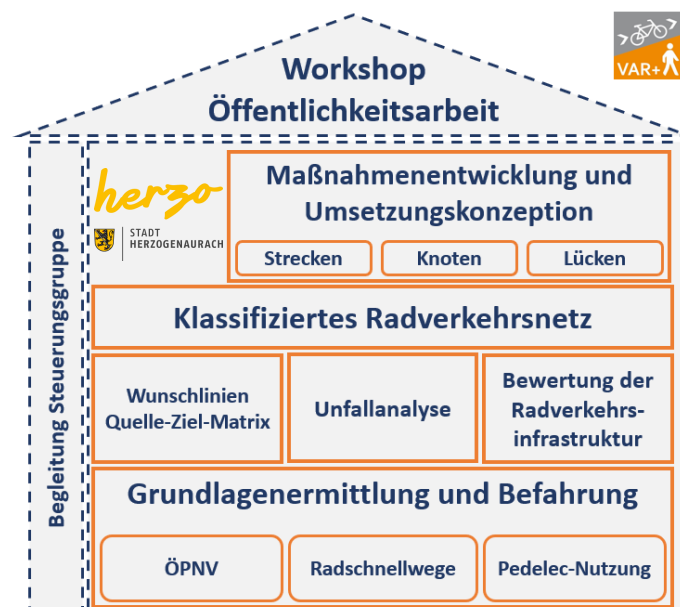 Workshop
Öffentlichkeitsarbeit
VAR+
Begleitung Steuerungsgruppe
herzo
STADT
HERZOGENAURACH
Maßnahmenentwicklung und
Umsetzungskonzeption
Strecken
Knoten
Lücken
Klassifiziertes Radverkehrsnetz
Wunschlinien
Quelle-Ziel-Matrix
Unfallanalyse
Bewertung der
Radverkehrs-
infrastruktur
Grundlagenermittlung und Befahrung
ÖPNV
Radschnellwege
Pedelec-Nutzung